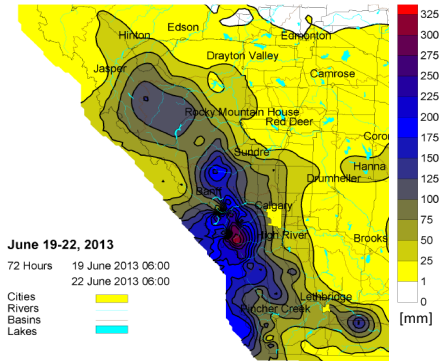 Edson
Hinton
Edmonton
Drayton Valley
Jasper
Camrose
Rocky Mountain House
Red Deer
Coro
Sundre
Hanna
Drumheller
Banff
Calgary
High River
Brooks
Lethbridge
Pincher Creek
June 19-22, 2013
72 Hours 19 June 2013 06:00
22 June 2013 06:00
Cities
Rivers
Basins
Lakes
325
300
250
225
200
175
150
125
100
75
50
25
1
0
[mm]